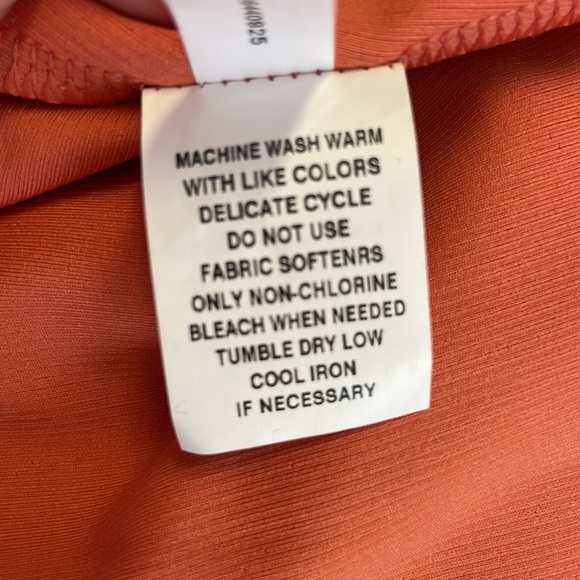 MACHINE WASH WARM
WITH LIKE COLORS
DELICATE CYCLE
DO NOT USE
FABRIC SOFTENRS
ONLY NON-CHLORINE
BLEACH WHEN NEEDED
TUMBLE DRY LOW
COOL IRON
IF NECESSARY